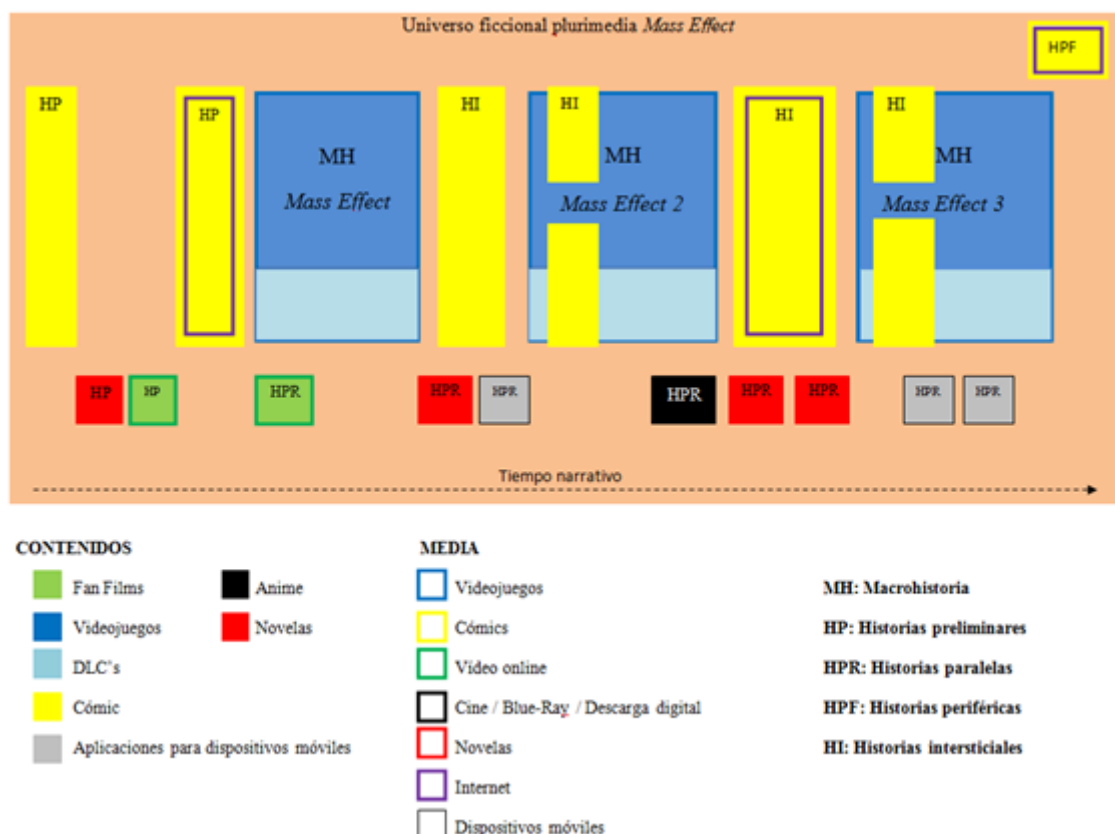 Universo ficcional plurimedia Mass Effect
HPF
HP
HP
MH
Mass Effect
HI
HI
MH
Mass Effect 2
HI
HI
MH
Mass Effect 3
HP
HP
HPR
HPR
HPR
HPR
HPR
HPR
HPR
HPR
Tiempo narrativo
CONTENIDOS
Fan Films
Anime
Videojuegos
Novelas
DLC's
Cómic
Aplicaciones para dispositivos móviles
MEDIA
Videojuegos
Cómics
Vídeo online
Cine / Blue-Ray / Descarga digital
Novelas
Internet
Dispositivos móviles
MH: Macrohistoria
HP: Historias preliminares
HPR: Historias paralelas
HPF: Historias periféricas
HI: Historias intersticiales